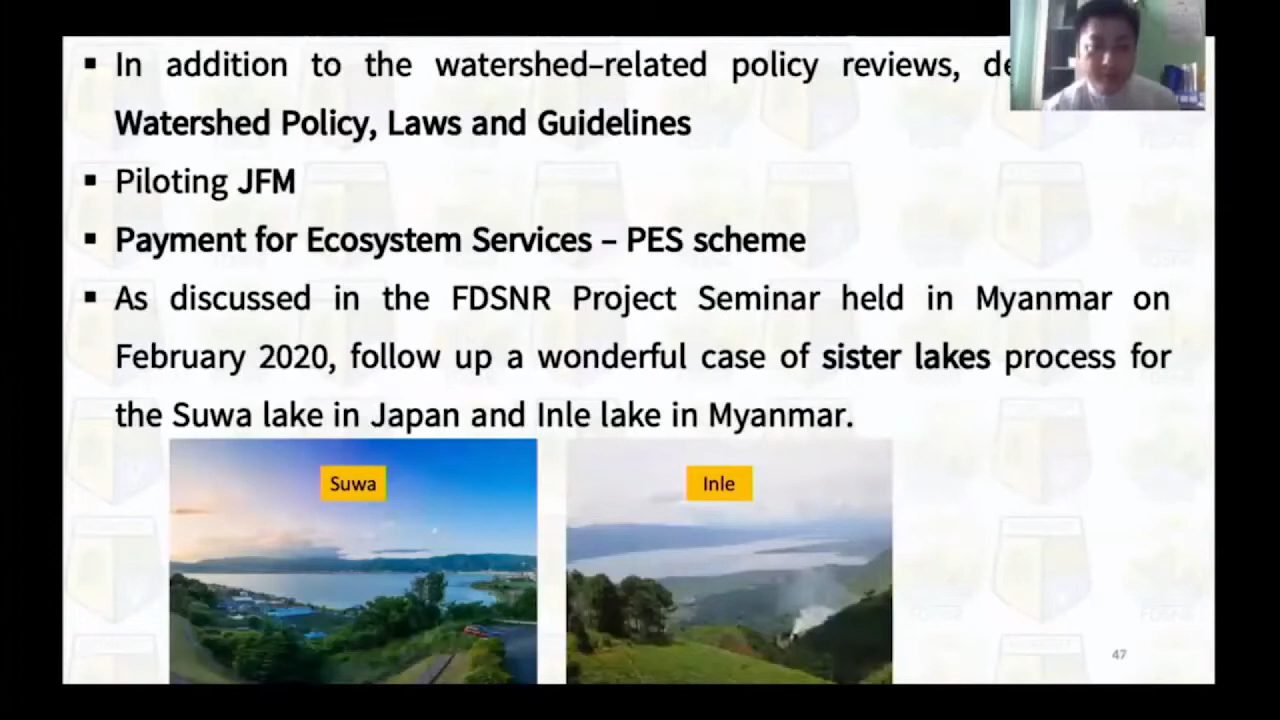 ▪ In addition to the watershed–related policy reviews,
Watershed Policy, Laws and Guidelines
▪ Piloting JFM
▪ Payment for Ecosystem Services – PES scheme
▪ As discussed in the FDSNR Project Seminar held in Myanmar on
February 2020, follow up a wonderful case of sister lakes process for
the Suwa lake in Japan and Inle lake in Myanmar.
Suwa
Inle
47